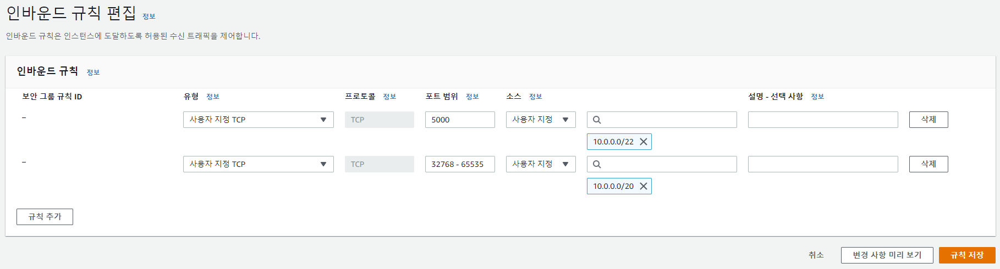 인바운드 규칙 편집 정보
인바운드 규칙은 인스턴스에 도달하도록 허용된 수신 트래픽을 제어합니다.
인바운드 규칙 정보
보안 그룹 규칙 ID 유형 정보 프로토콜 정보 포트 범위 정보 소스 정보 설명 - 선택 사항 정보
– 사용자 지정 TCP TCP 5000 사용자 지정 삭제
10.0.0.0/22
– 사용자 지정 TCP TCP 32768 - 65535 사용자 지정 삭제
10.0.0.0/20
규칙 추가
취소 변경 사항 미리 보기 규칙 저장